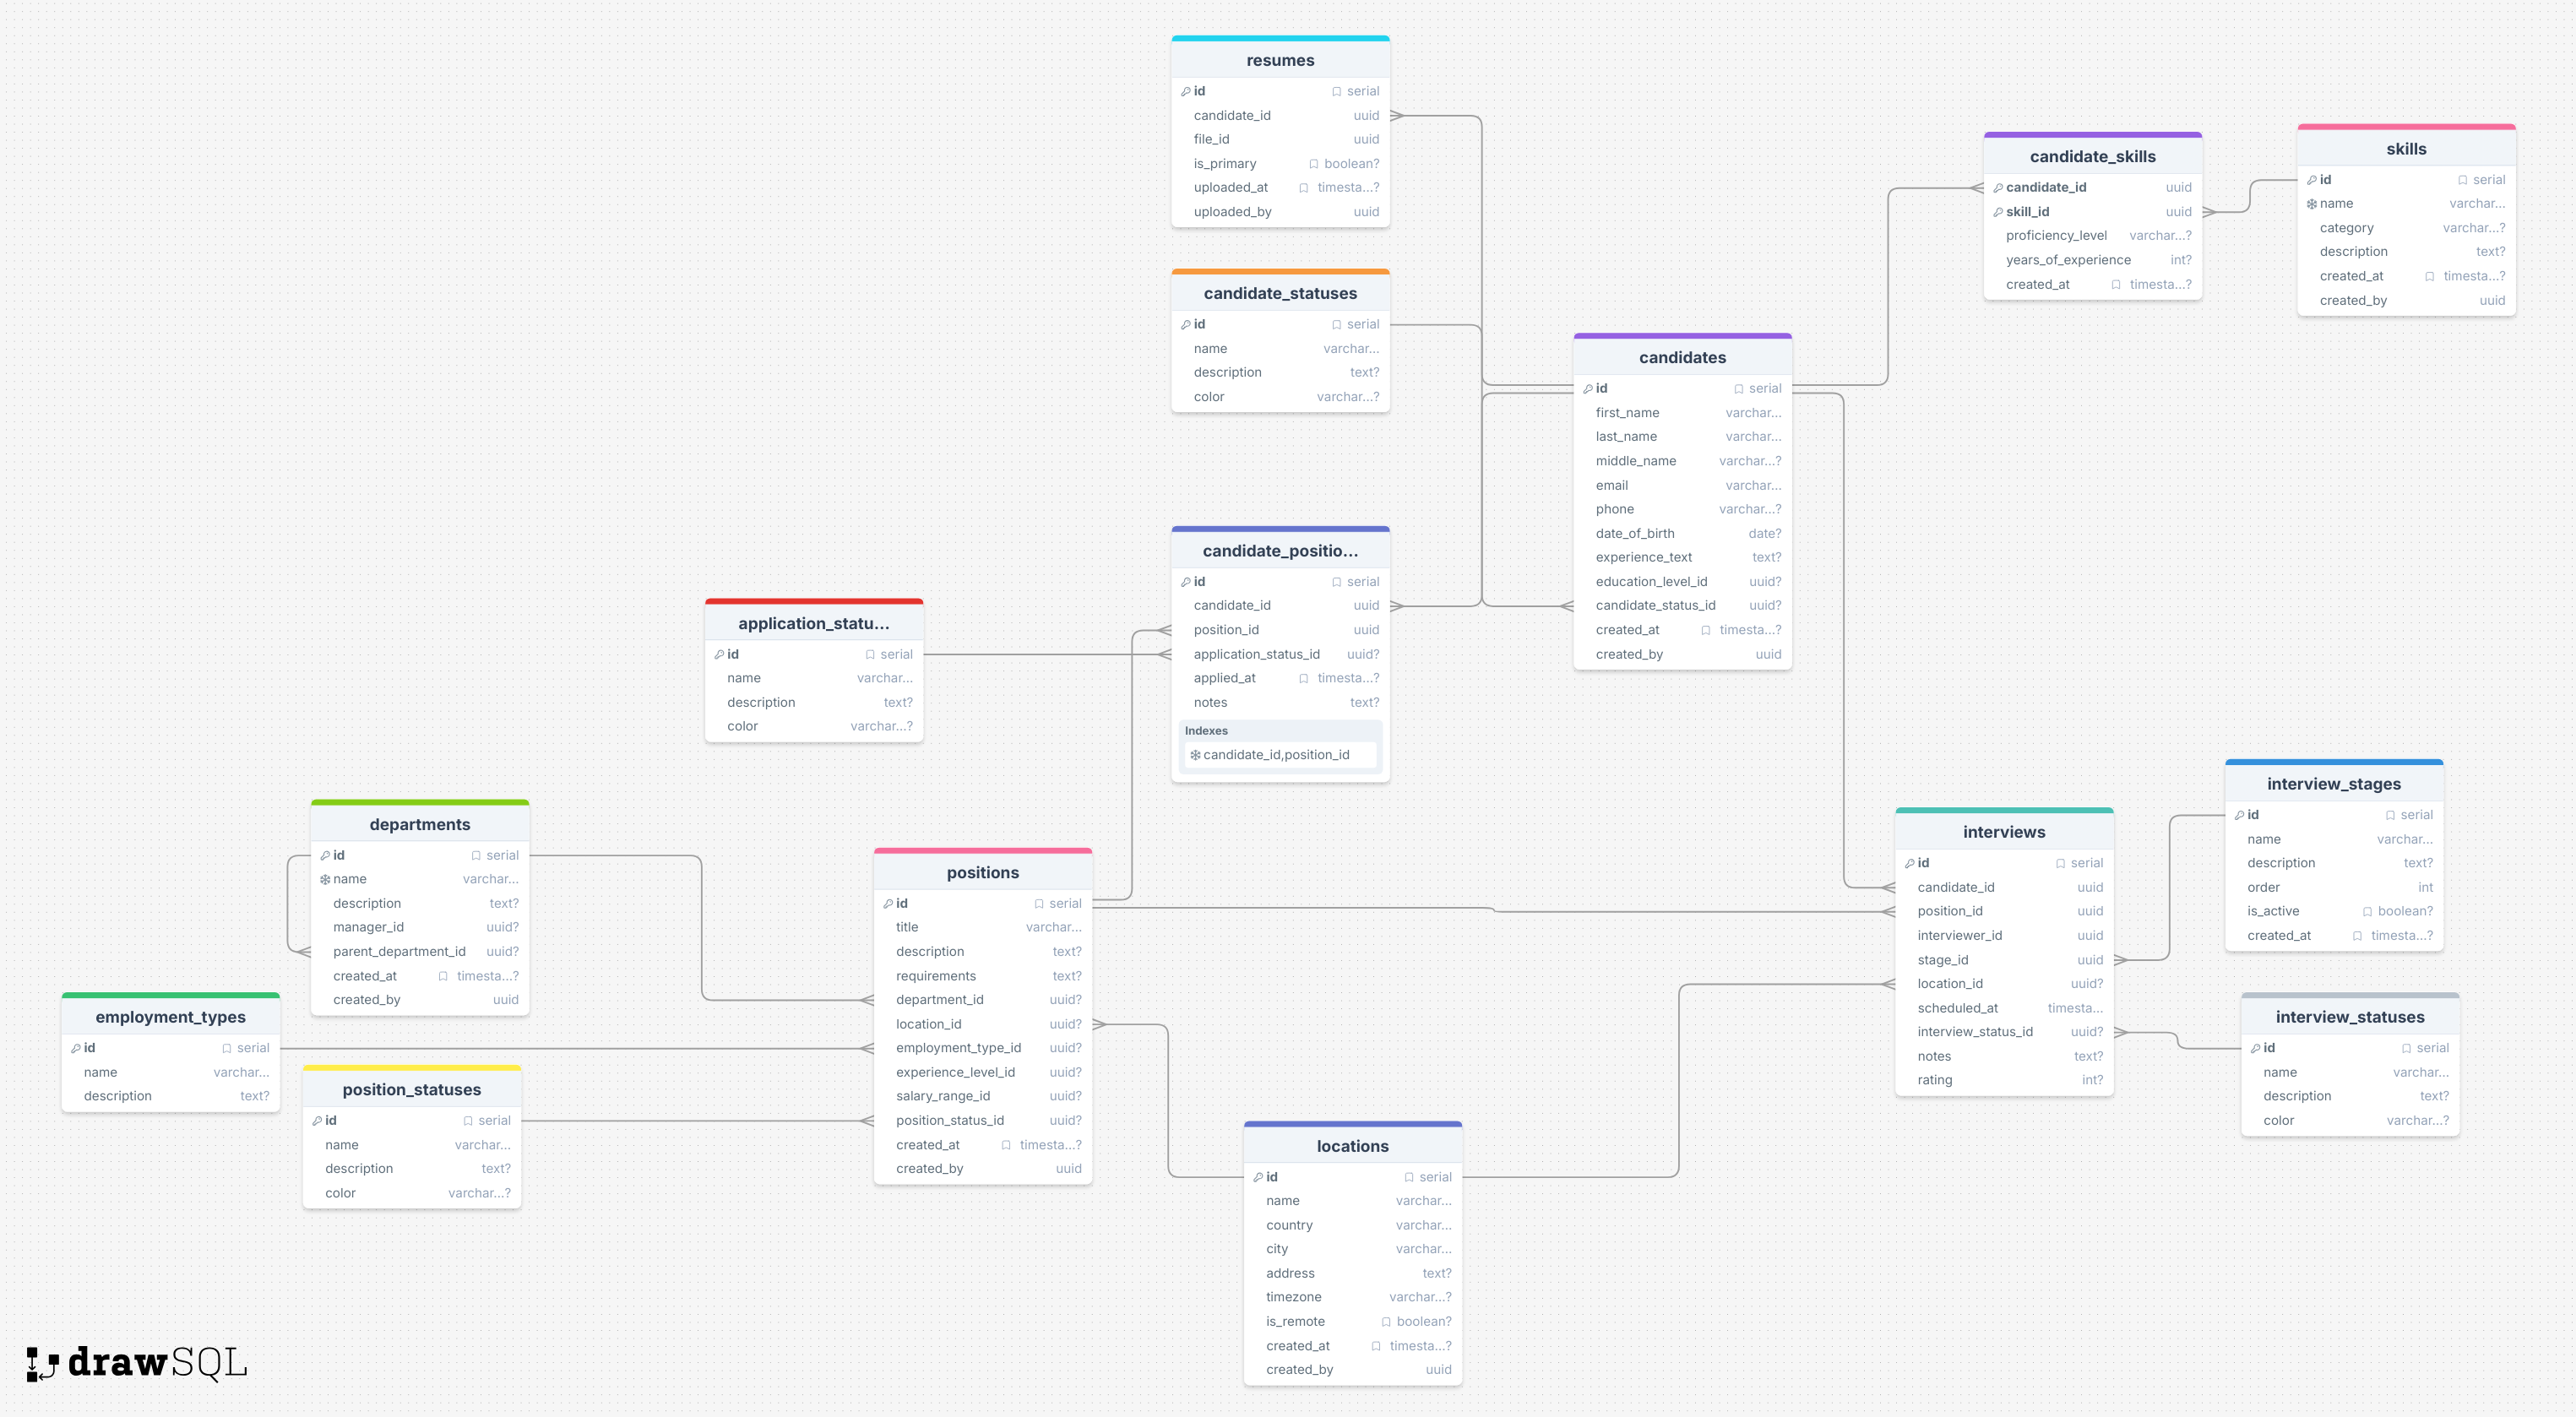 resumes
id serial
candidate_id uuid
file_id uuid
is_primary boolean?
uploaded_at timesta...?
uploaded_by uuid
candidate_skills
candidate_id uuid
skill_id uuid
proficiency_level varchar...?
years_of_experience int?
created_at timesta...?
skills
id serial
name varchar...
category varchar...?
description text?
created_at timesta...?
created_by uuid
candidate_statuses
id serial
name varchar...
description text?
color varchar...?
candidates
id serial
first_name varchar...
last_name varchar...
middle_name varchar...?
email varchar...
phone varchar...?
date_of_birth date?
experience_text text?
education_level_id uuid?
candidate_status_id uuid?
created_at timesta...?
created_by uuid
candidate_positio...
id serial
candidate_id uuid
position_id uuid
application_status_id uuid?
applied_at timesta...?
notes text?
Indexes
candidate_id,position_id
application_statu...
id serial
name varchar...
description text?
color varchar...?
departments
id serial
name varchar...
description text?
manager_id uuid?
parent_department_id uuid?
created_at timesta...?
created_by uuid
positions
id serial
title varchar...
description text?
requirements text?
department_id uuid?
location_id uuid?
employment_type_id uuid?
experience_level_id uuid?
salary_range_id uuid?
position_status_id uuid?
created_at timesta...?
created_by uuid
interviews
id serial
candidate_id uuid
position_id uuid
interviewer_id uuid
stage_id uuid
location_id uuid?
scheduled_at timesta...
interview_status_id uuid?
notes text?
rating int?
interview_stages
id serial
name varchar...
description text?
order int
is_active boolean?
created_at timesta...?
employment_types
id serial
name varchar...
description text?
position_statuses
id serial
name varchar...
description text?
color varchar...?
interview_statuses
id serial
name varchar...
description text?
color varchar...?
locations
id serial
name varchar...
country varchar...
city varchar...
address text?
timezone varchar...?
is_remote boolean?
created_at timesta...?
created_by uuid
drawSQL